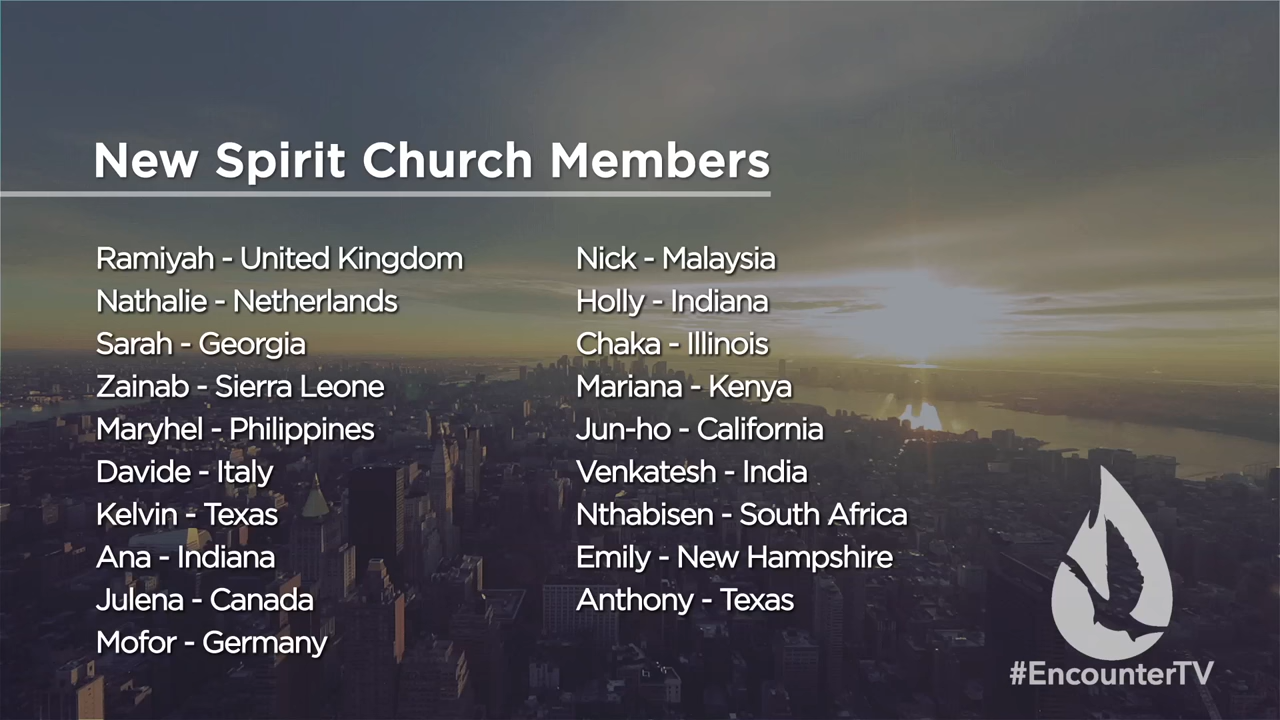 New Spirit Church Members
Ramiyah - United Kingdom
Nathalie - Netherlands
Sarah - Georgia
Zainab - Sierra Leone
Maryhel - Philippines
Davide - Italy
Kelvin - Texas
Ana - Indiana
Julena - Canada
Mofor - Germany
Nick - Malaysia
Holly - Indiana
Chaka - Illinois
Mariana - Kenya
Jun-ho - California
Venkatesh - India
Nthabisen - South Africa
Emily - New Hampshire
Anthony - Texas
#EncounterTV